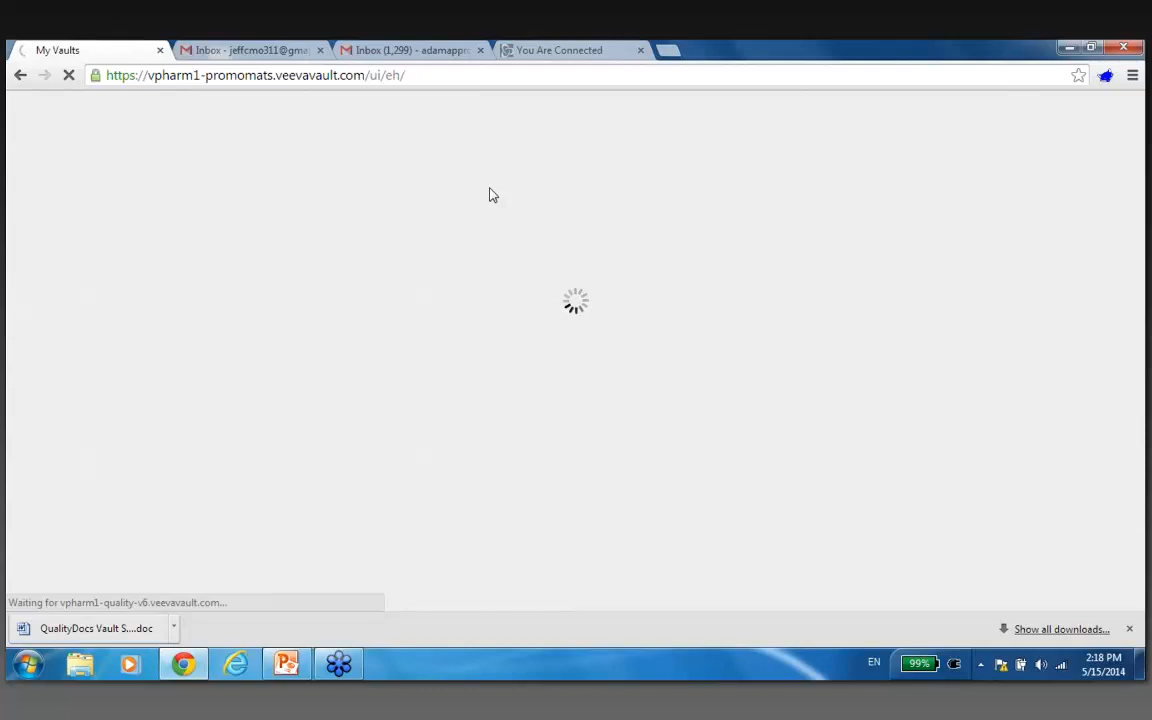 My Vaults
Inbox - jeffcmo311@gma
Inbox (1,299) - adamappr
You Are Connected
https://vpharm1-promomats.veevavault.com/ui/eh/
Waiting for vpharm1-quality-v6.veevavault.com...
QualityDocs Vault S....doc
Show all downloads...
EN
99%
2:18 PM
5/15/2014